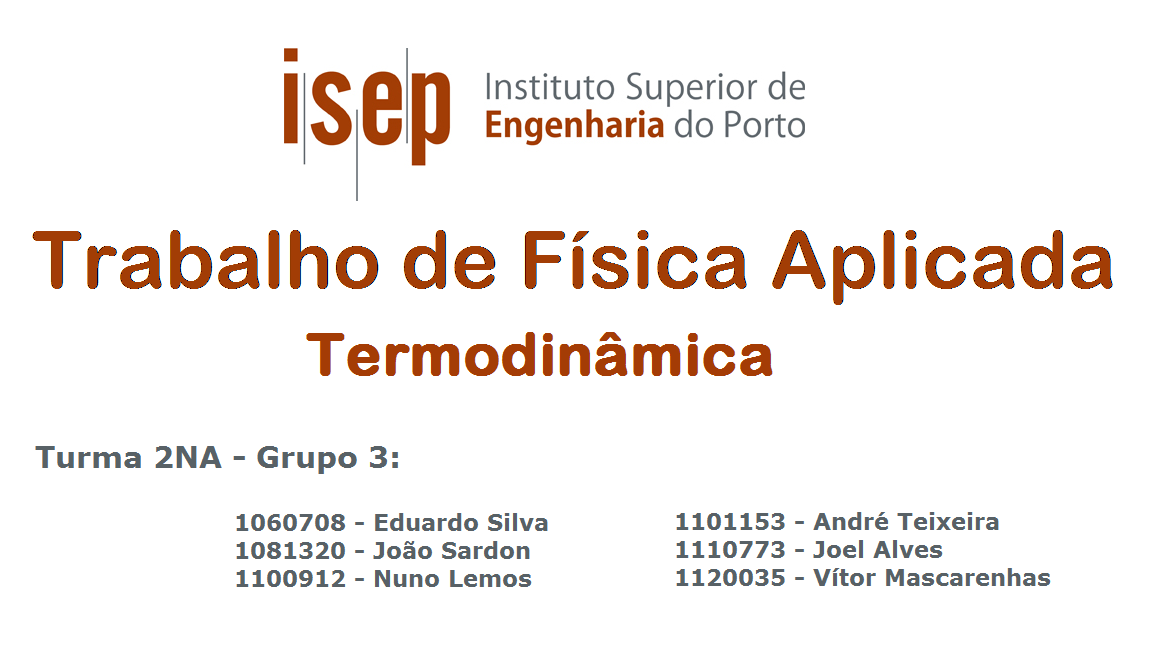 isep
Instituto Superior de
Engenharia do Porto
Trabalho de Física Aplicada
Termodinâmica
Turma 2NA - Grupo 3:
1060708 - Eduardo Silva
1081320 - João Sardon
1100912 - Nuno Lemos
1101153 - André Teixeira
1110773 - Joel Alves
1120035 - Vítor Mascarenhas